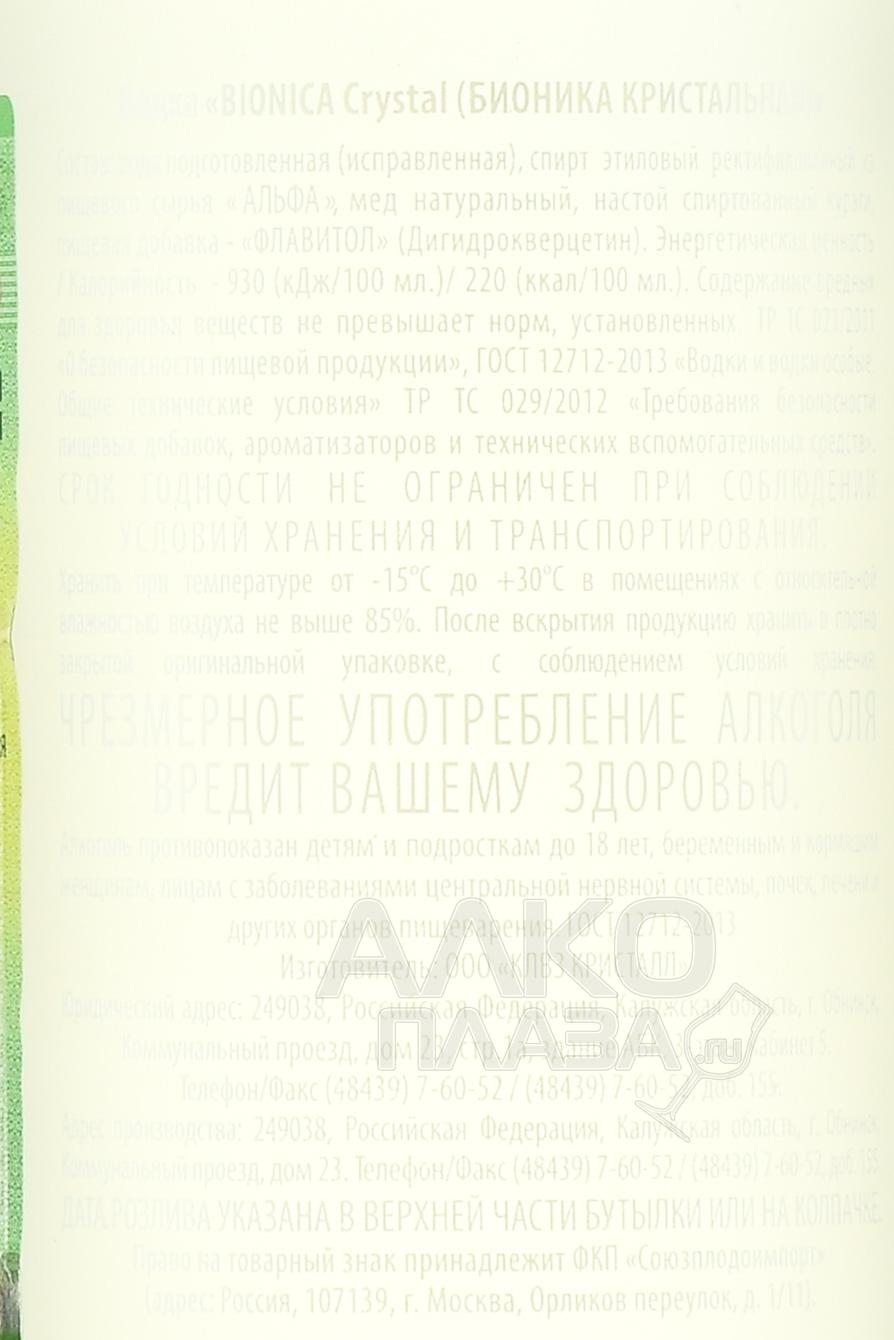 Водка «BIONICA Crystal (БИОНИКА КРИСТАЛЬНАЯ)»
Состав: вода подготовленная (исправленная), спирт этиловый ректификованный из
пищевого сырья «АЛЬФА», мед натуральный, настой спиртованный кураги,
пищевая добавка - «ФЛАВИТОЛ» (Дигидрокверцетин). Энергетическая ценность
/ Калорийность - 930 (кДж/100 мл.)/ 220 (ккал/100 мл.). Содержание вредных
для здоровья веществ не превышает норм, установленных ТР ТС 021/2011
«О безопасности пищевой продукции», ГОСТ 12712-2013 «Водки и водки особые.
Общие технические условия» ТР ТС 029/2012 «Требования безопасности
пищевых добавок, ароматизаторов и технических вспомогательных средств».
СРОК ГОДНОСТИ НЕ ОГРАНИЧЕН ПРИ СОБЛЮДЕНИИ
УСЛОВИЙ ХРАНЕНИЯ И ТРАНСПОРТИРОВАНИЯ.
Хранить при температуре от -15°С до +30°С в помещениях с относительной
влажностью воздуха не выше 85%. После вскрытия продукцию хранить в плотно
закрытой оригинальной упаковке, с соблюдением условий хранения.
ЧРЕЗМЕРНОЕ УПОТРЕБЛЕНИЕ АЛКОГОЛЯ
ВРЕДИТ ВАШЕМУ ЗДОРОВЬЮ.
Алкоголь противопоказан детям и подросткам до 18 лет, беременным и кормящим
женщинам, лицам с заболеваниями центральной нервной системы, почек, печени и
других органов пищеварения. ГОСТ 12712-2013
Изготовитель: ООО «КЛВЗ КРИСТАЛЛ»
Юридический адрес: 249038, Российская Федерация, Калужская область, г. Обнинск,
Коммунальный проезд, дом 23, стр. 1а, здание АБК, 3 кабинет 5.
Телефон/Факс (48439) 7-60-52 / (48439) 7-60-52, доб. 155.
Адрес производства: 249038, Российская Федерация, Калужская область, г. Обнинск,
Коммунальный проезд, дом 23. Телефон/Факс (48439) 7-60-52 / (48439) 7-60-52, доб. 155
ДАТА РОЗЛИВА УКАЗАНА В ВЕРХНЕЙ ЧАСТИ БУТЫЛКИ ИЛИ НА КОЛПАЧКЕ.
Право на товарный знак принадлежит ФКП «Союзплодоимпорт»
(адрес: Россия, 107139, г. Москва, Орликов переулок, д. 1/11).
АЛКО
ПЛАЗА.ru